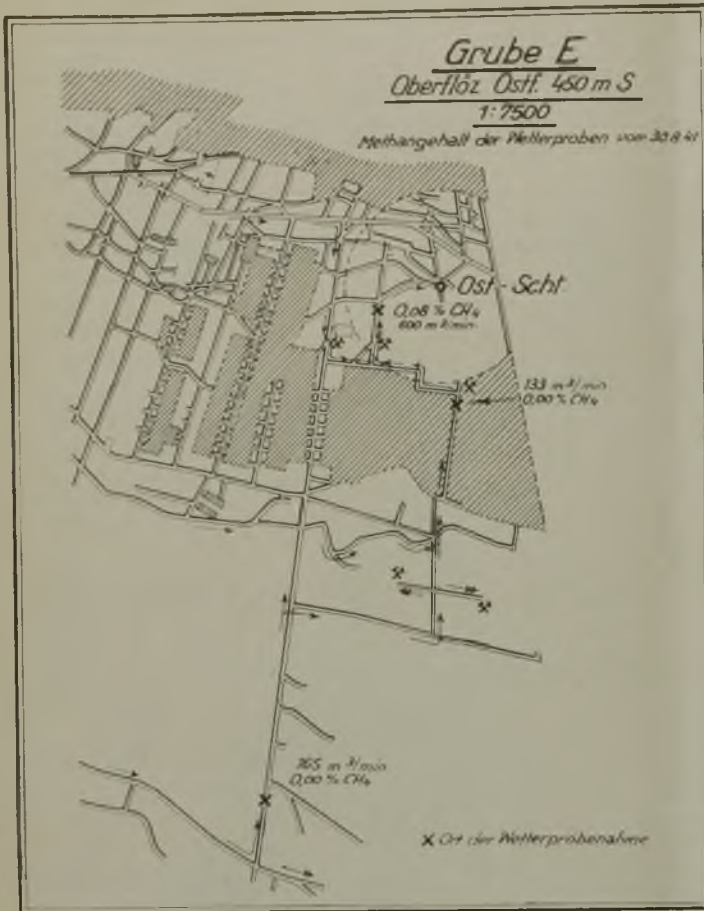 Grube E
Oberflöz Ostf. 450 m S
1:7500
Methangehalt der Wetterproben vom 30.8.41
Ost-Scht
0,08 % CH₄
600 m³/min
133 m³/min
0,00 % CH₄
165 m³/min
0,00 % CH₄
X Ort der Wetterprobenahme